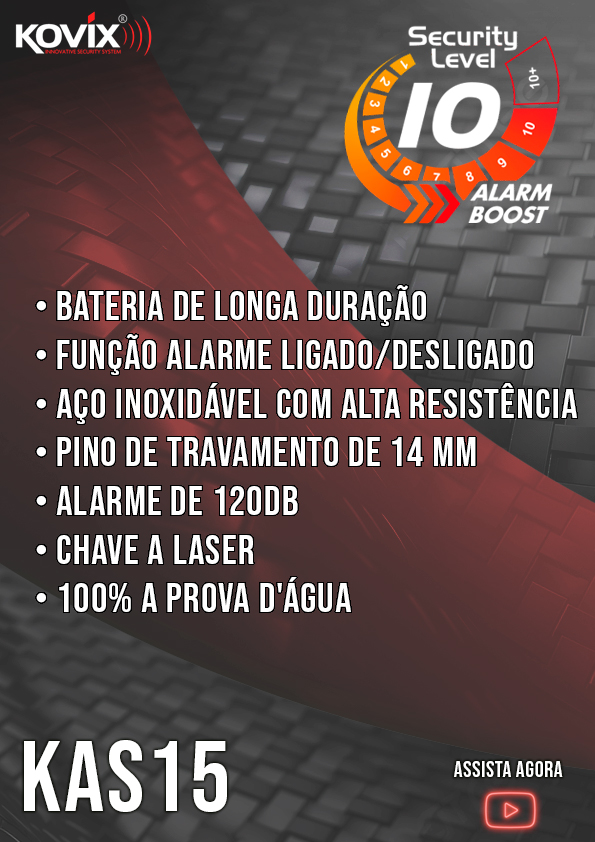 KOVIX®
INNOVATIVE SECURITY SYSTEM
Security
Level
10
1
2
3
4
5
6
7
8
9
10
10+
ALARM
BOOST
• BATERIA DE LONGA DURAÇÃO
• FUNÇÃO ALARME LIGADO/DESLIGADO
• AÇO INOXIDÁVEL COM ALTA RESISTÊNCIA
• PINO DE TRAVAMENTO DE 14 MM
• ALARME DE 120DB
• CHAVE A LASER
• 100% A PROVA D'ÁGUA
KAS15
ASSISTA AGORA